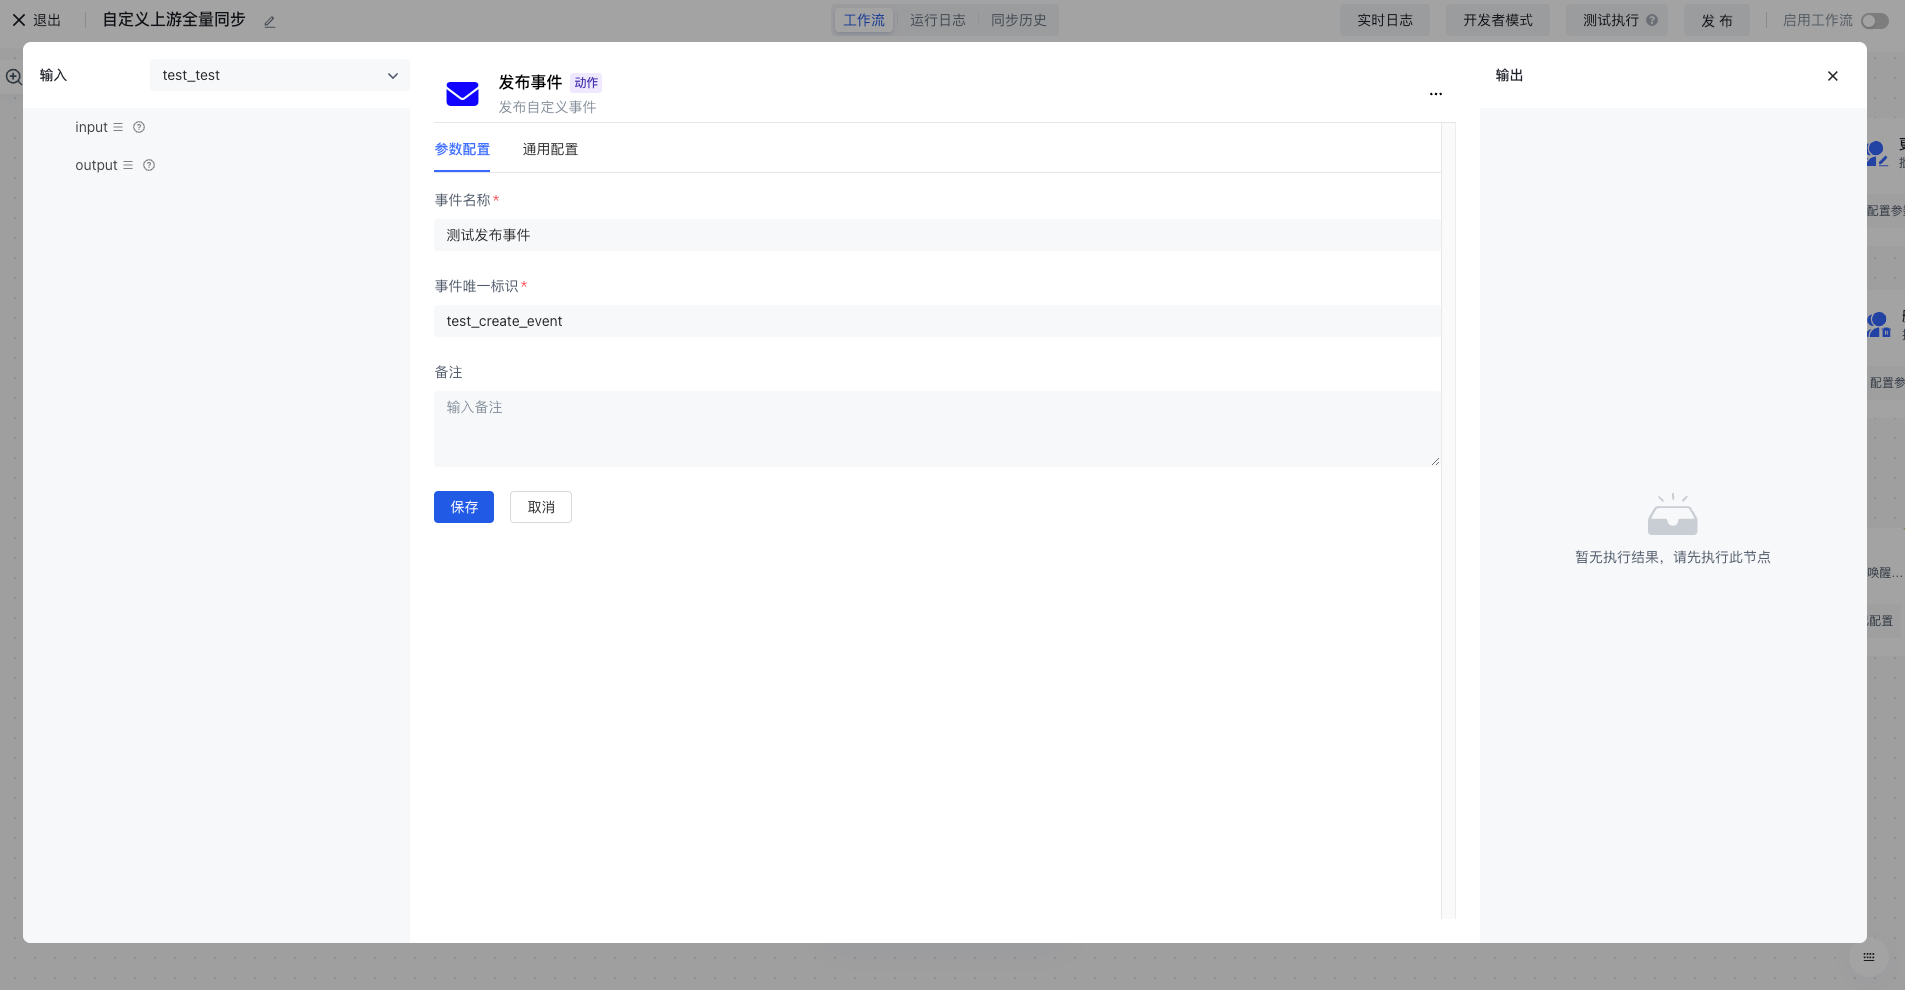 退出
自定义上游全量同步
工作流 运行日志 同步历史
实时日志 开发者模式 测试执行 发 布 启用工作流
输入
test_test
input
output
发布事件 动作
发布自定义事件
参数配置 通用配置
事件名称*
测试发布事件
事件唯一标识*
test_create_event
备注
输入备注
保存 取消
输出
暂无执行结果，请先执行此节点
配置参
配置参
唤醒...
配置